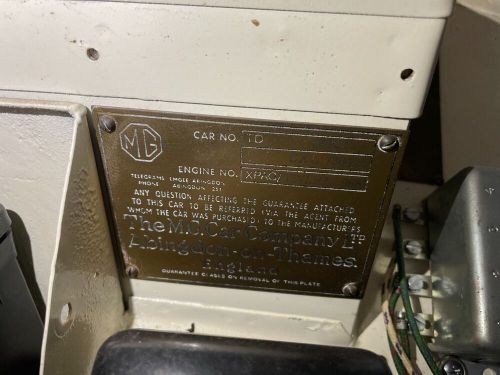 MG
CAR NO. TD
ENGINE NO. XPAG/
TELEGRAMS EMGEE ABINGDON
PHONE ABINGDON 251
ANY QUESTION AFFECTING THE GUARANTEE ATTACHED
TO THIS CAR TO BE REFERRED (VIA THE AGENT FROM
WHOM THE CAR WAS PURCHASED) TO THE MANUFACTURERS
The M.G. Car Company LTD
Abingdon-on-Thames.
England
GUARANTEE CEASES ON REMOVAL OF THIS PLATE